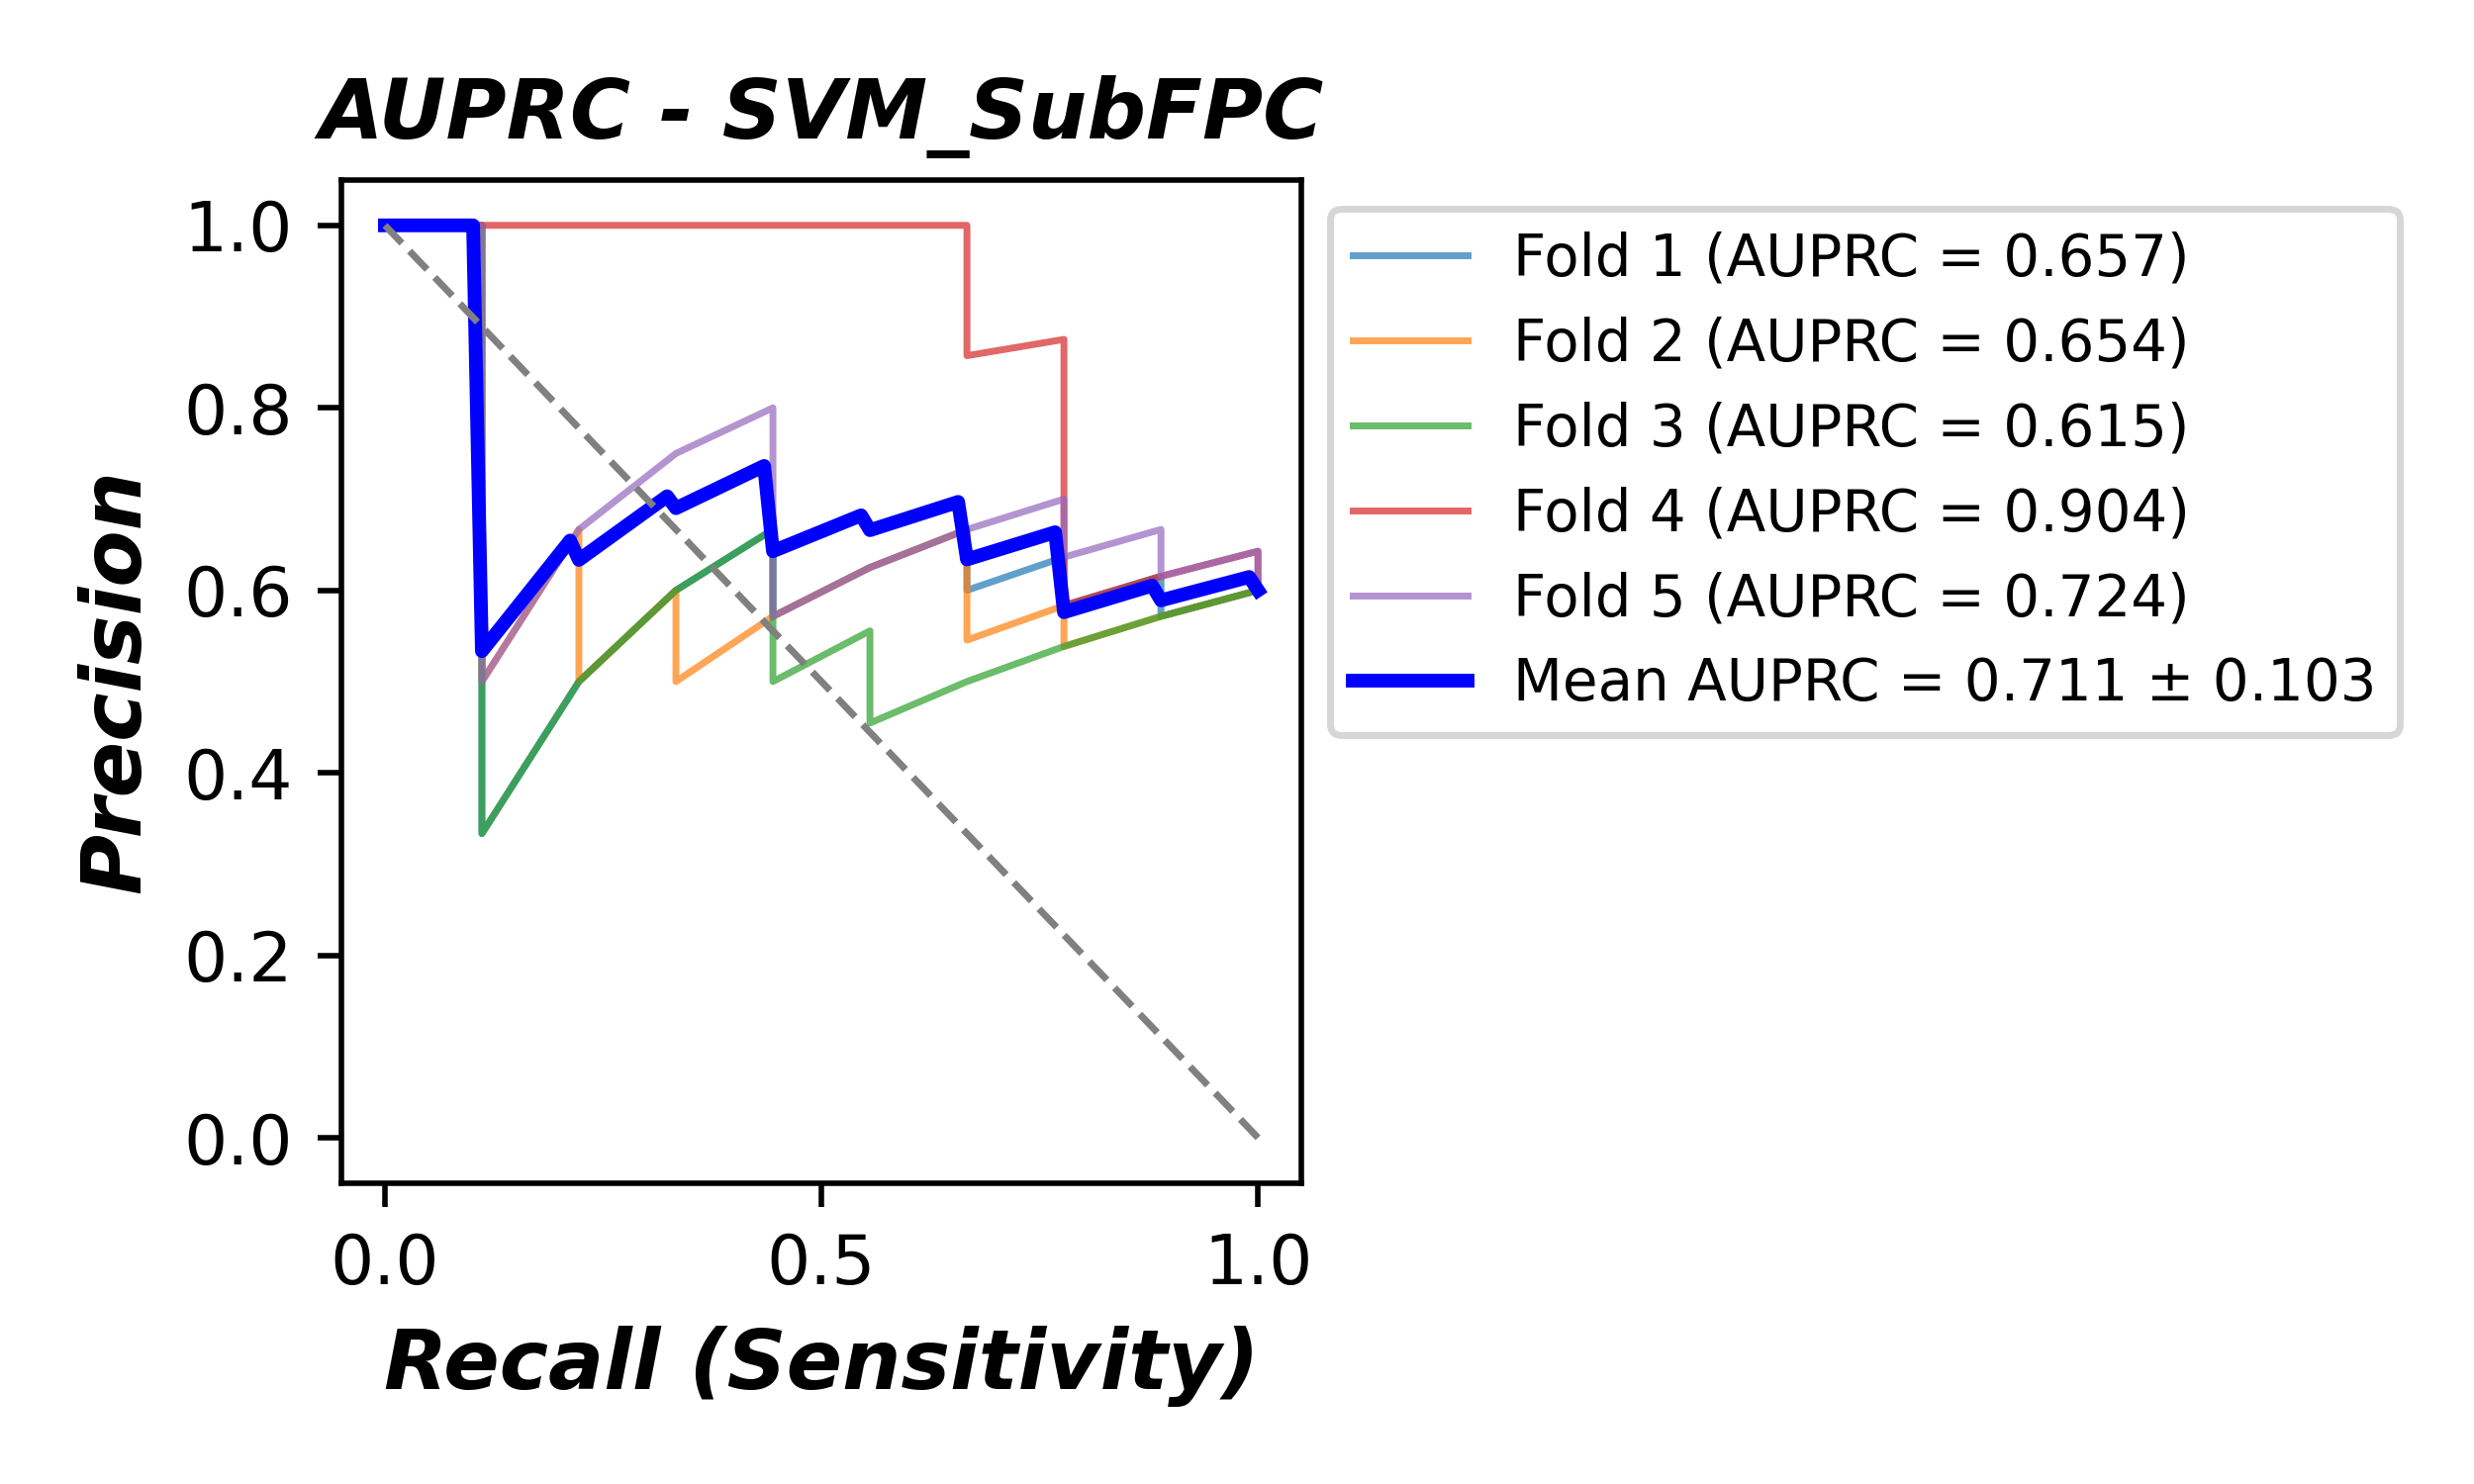 AUPRC - SVM_SubFPC
Precision
1.0
0.8
0.6
0.4
0.2
0.0
0.0 0.5 1.0
Recall (Sensitivity)
Fold 1 (AUPRC = 0.657)
Fold 2 (AUPRC = 0.654)
Fold 3 (AUPRC = 0.615)
Fold 4 (AUPRC = 0.904)
Fold 5 (AUPRC = 0.724)
Mean AUPRC = 0.711 ± 0.103